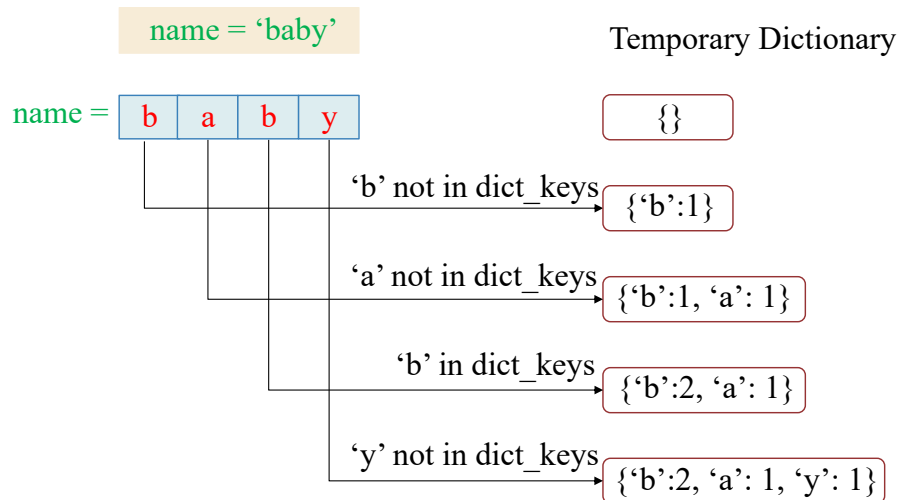 name = ‘baby’
Temporary Dictionary
name = b a b y
{}
‘b’ not in dict_keys
{‘b’:1}
‘a’ not in dict_keys
{‘b’:1, ‘a’: 1}
‘b’ in dict_keys
{‘b’:2, ‘a’: 1}
‘y’ not in dict_keys
{‘b’:2, ‘a’: 1, ‘y’: 1}